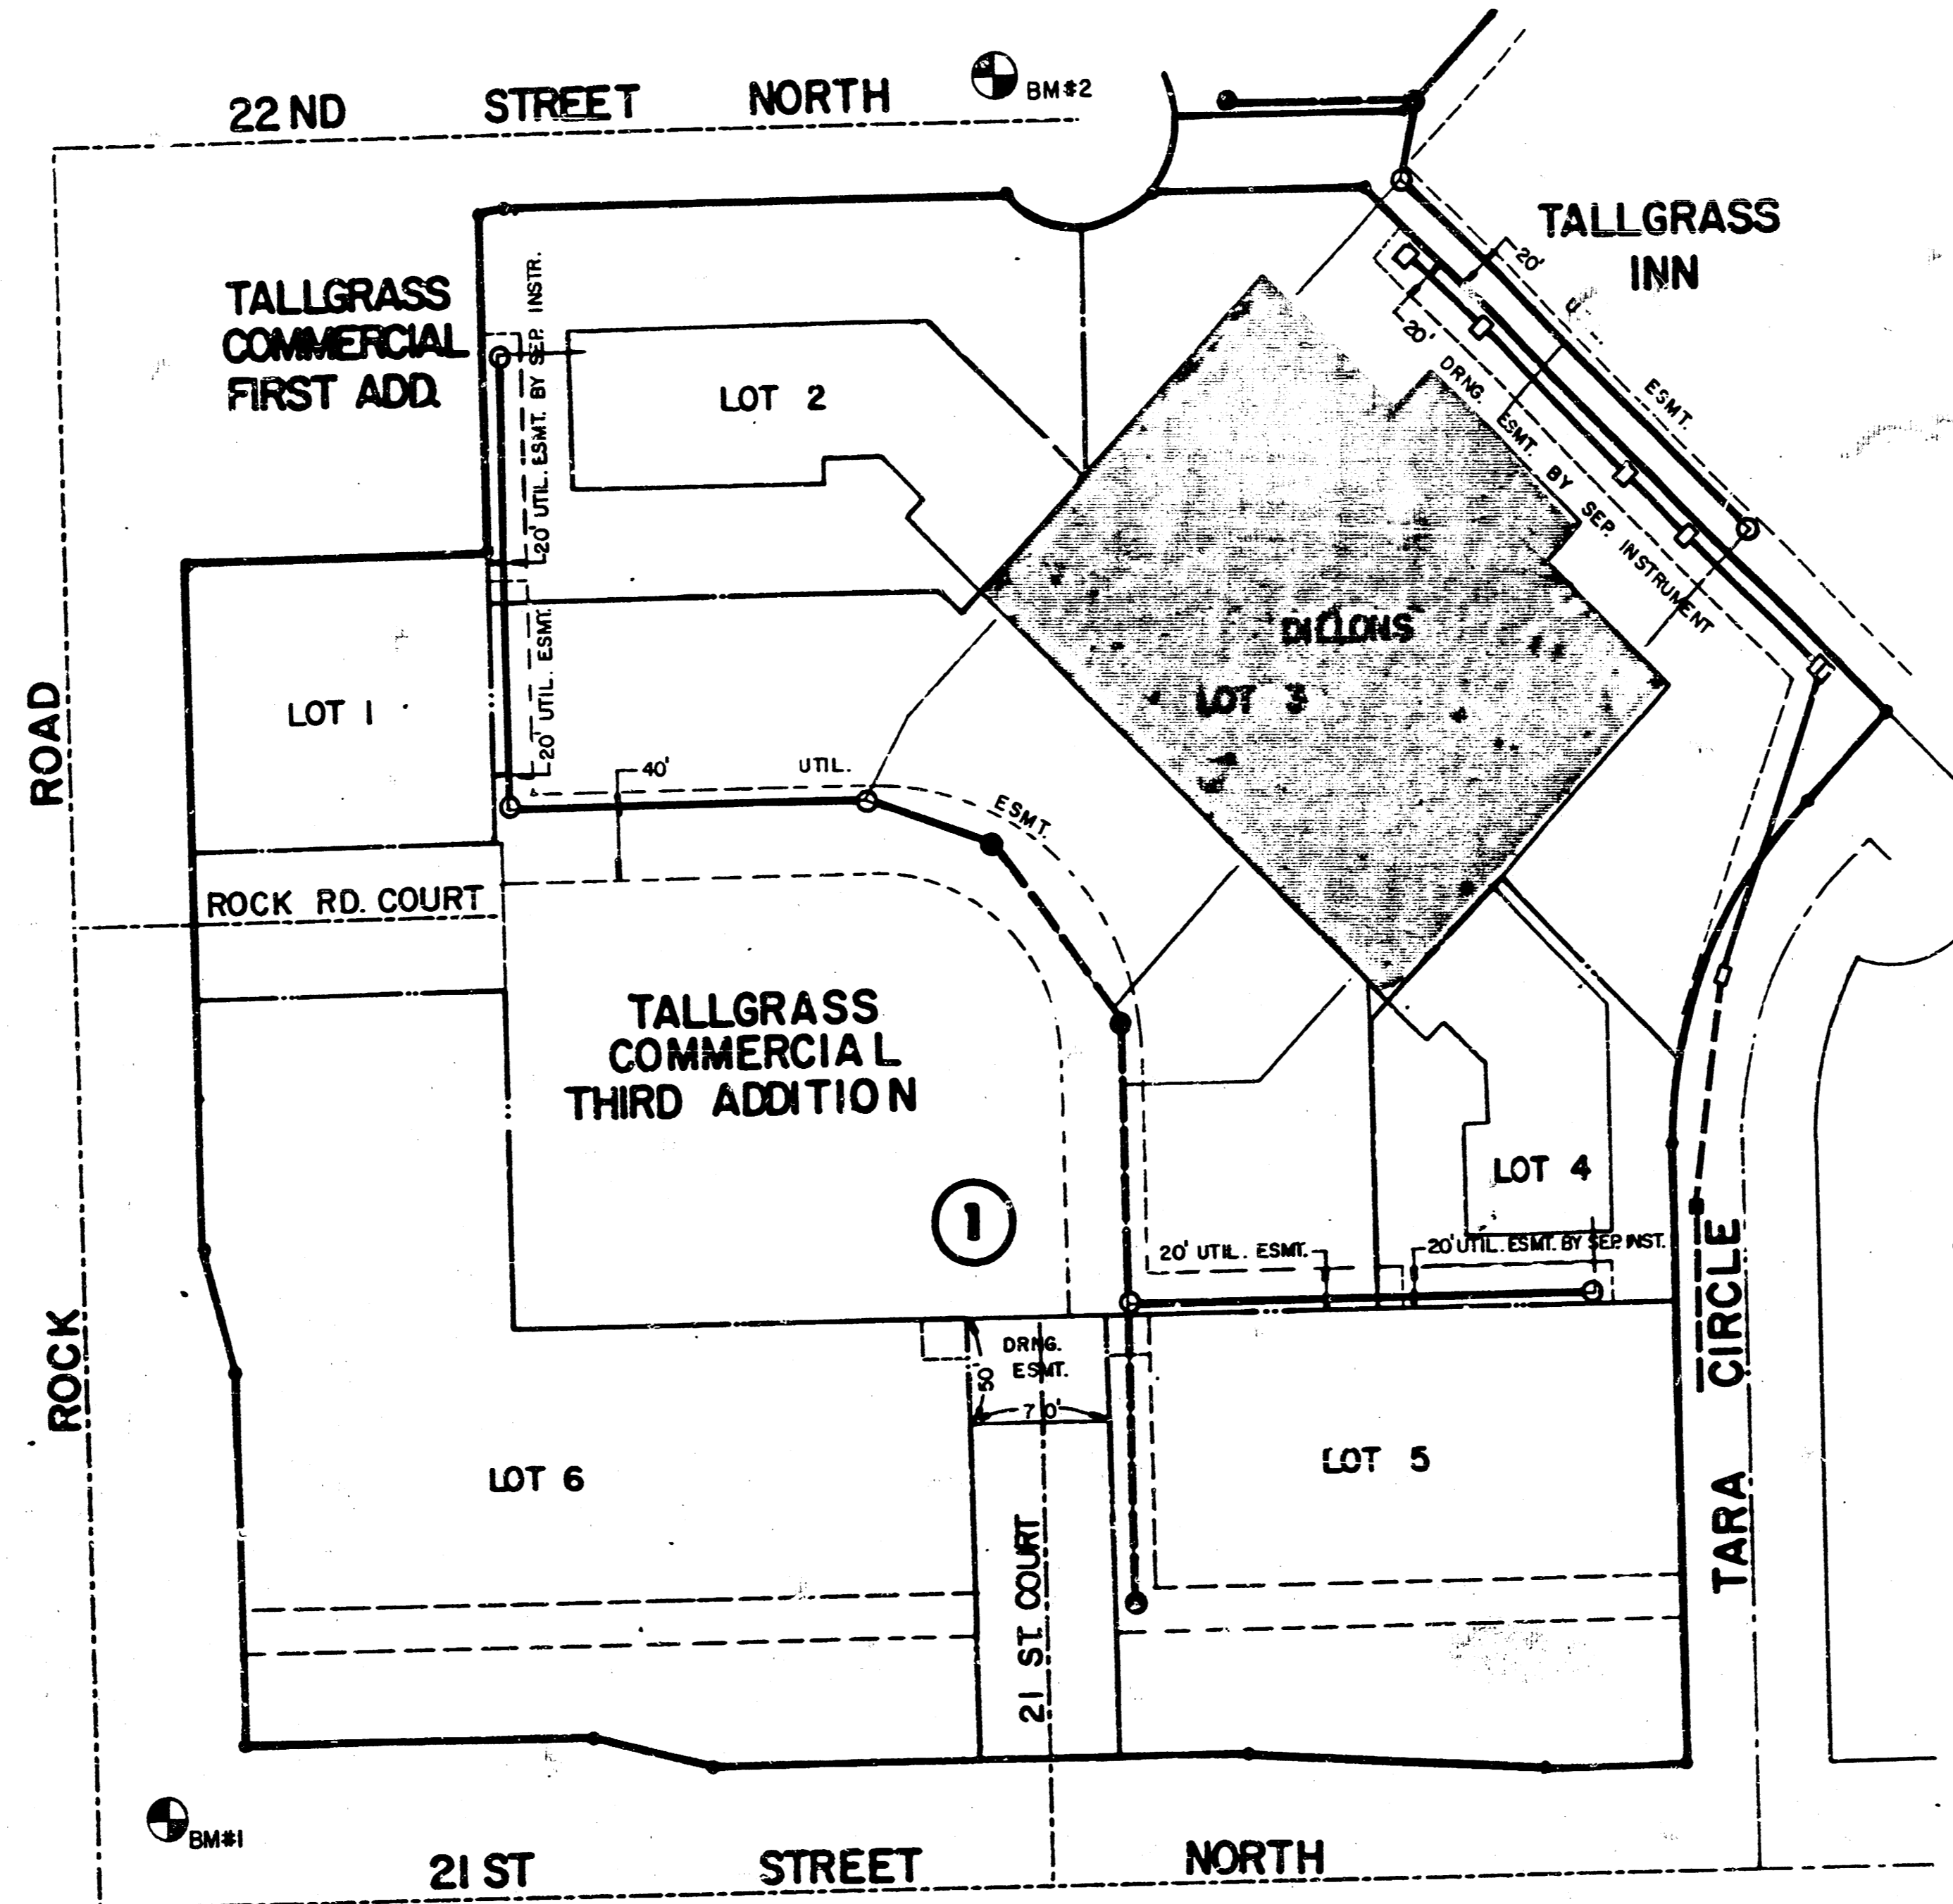 22ND STREET NORTH
BM#2
TALLGRASS
INN
TALLGRASS
COMMERCIAL
FIRST ADD.
20' UTIL. ESMT. BY SEP. INSTR.
LOT 2
20'
20' DRNG. ESMT. BY SEP. INSTRUMENT
ESMT.
DILLONS
LOT 3
LOT 1
20' UTIL. ESMT.
40' UTIL. ESMT.
ROCK ROAD
ROCK RD. COURT
TALLGRASS
COMMERCIAL
THIRD ADDITION
1
LOT 4
20' UTIL. ESMT.
20' UTIL. ESMT. BY SEP. INST.
TARA CIRCLE
DRNG.
ESMT.
50'
70'
LOT 6
LOT 5
21 ST. COURT
BM#1
21 ST STREET NORTH